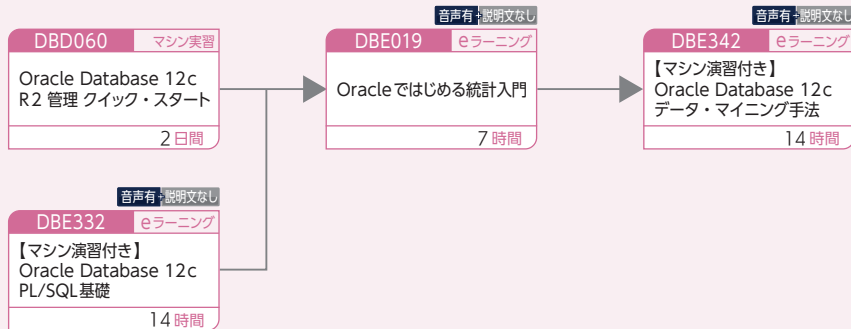 DBD060 マシン実習
Oracle Database 12c
R2 管理 クイック・スタート
2日間
音声有+説明文なし
DBE332 eラーニング
【マシン演習付き】
Oracle Database 12c
PL/SQL基礎
14時間
音声有+説明文なし
DBE019 eラーニング
Oracleではじめる統計入門
7時間
音声有+説明文なし
DBE342 eラーニング
【マシン演習付き】
Oracle Database 12c
データ・マイニング手法
14時間